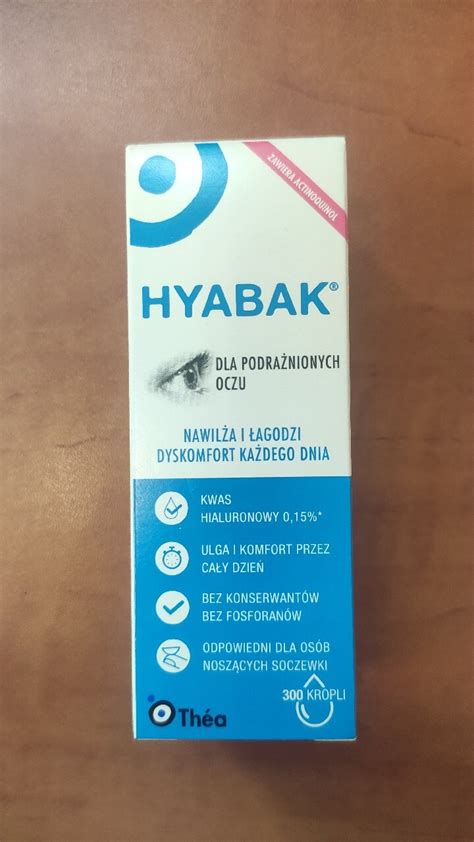 ZAWIERA ACTINOQUINOL
HYABAK®
DLA PODRAŻNIONYCH
OCZU
NAWILŻA I ŁAGODZI
DYSKOMFORT KAŻDEGO DNIA
KWAS
HIALURONOWY 0,15%*
ULGA I KOMFORT PRZEZ
CAŁY DZIEŃ
BEZ KONSERWANTÓW
BEZ FOSFORANÓW
ODPOWIEDNI DLA OSÓB
NOSZĄCYCH SOCZEWKI
300 KROPLI
Théa